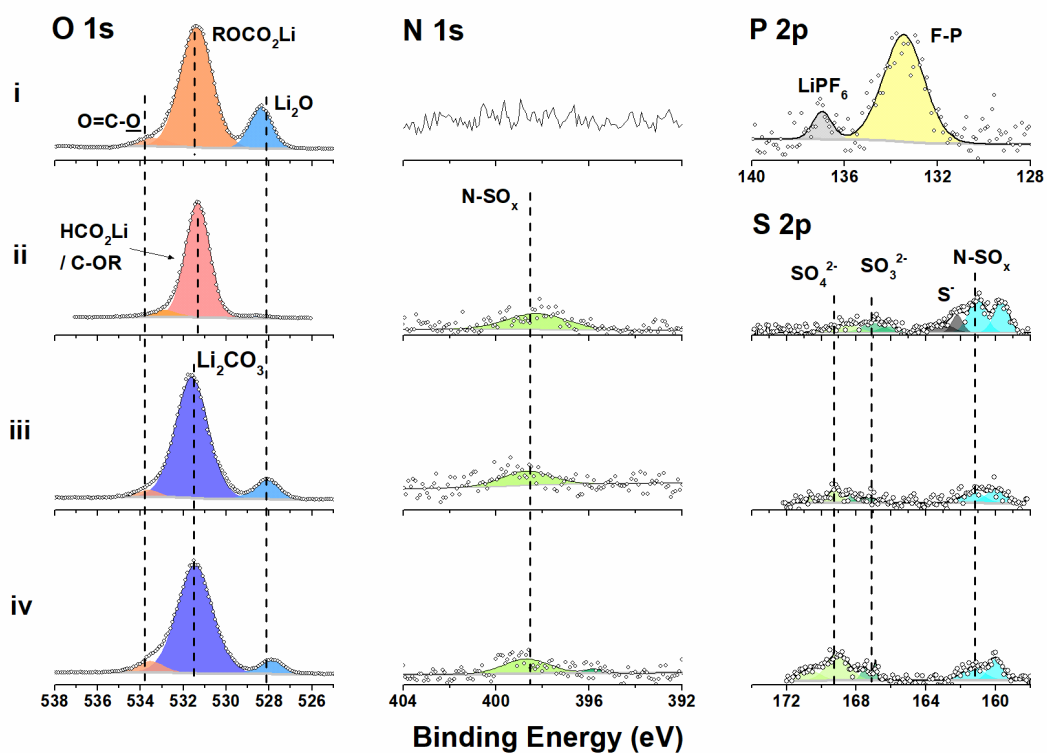 O 1s
N 1s
P 2p
i
ROCO₂Li
O=C-O
Li₂O
LiPF₆
F-P
140 136 132 128
ii
HCO₂Li
/ C-OR
N-SOₓ
S 2p
SO₄²⁻
SO₃²⁻
N-SOₓ
S⁻
iii
Li₂CO₃
iv
538 536 534 532 530 528 526
404 400 396 392
172 168 164 160
Binding Energy (eV)